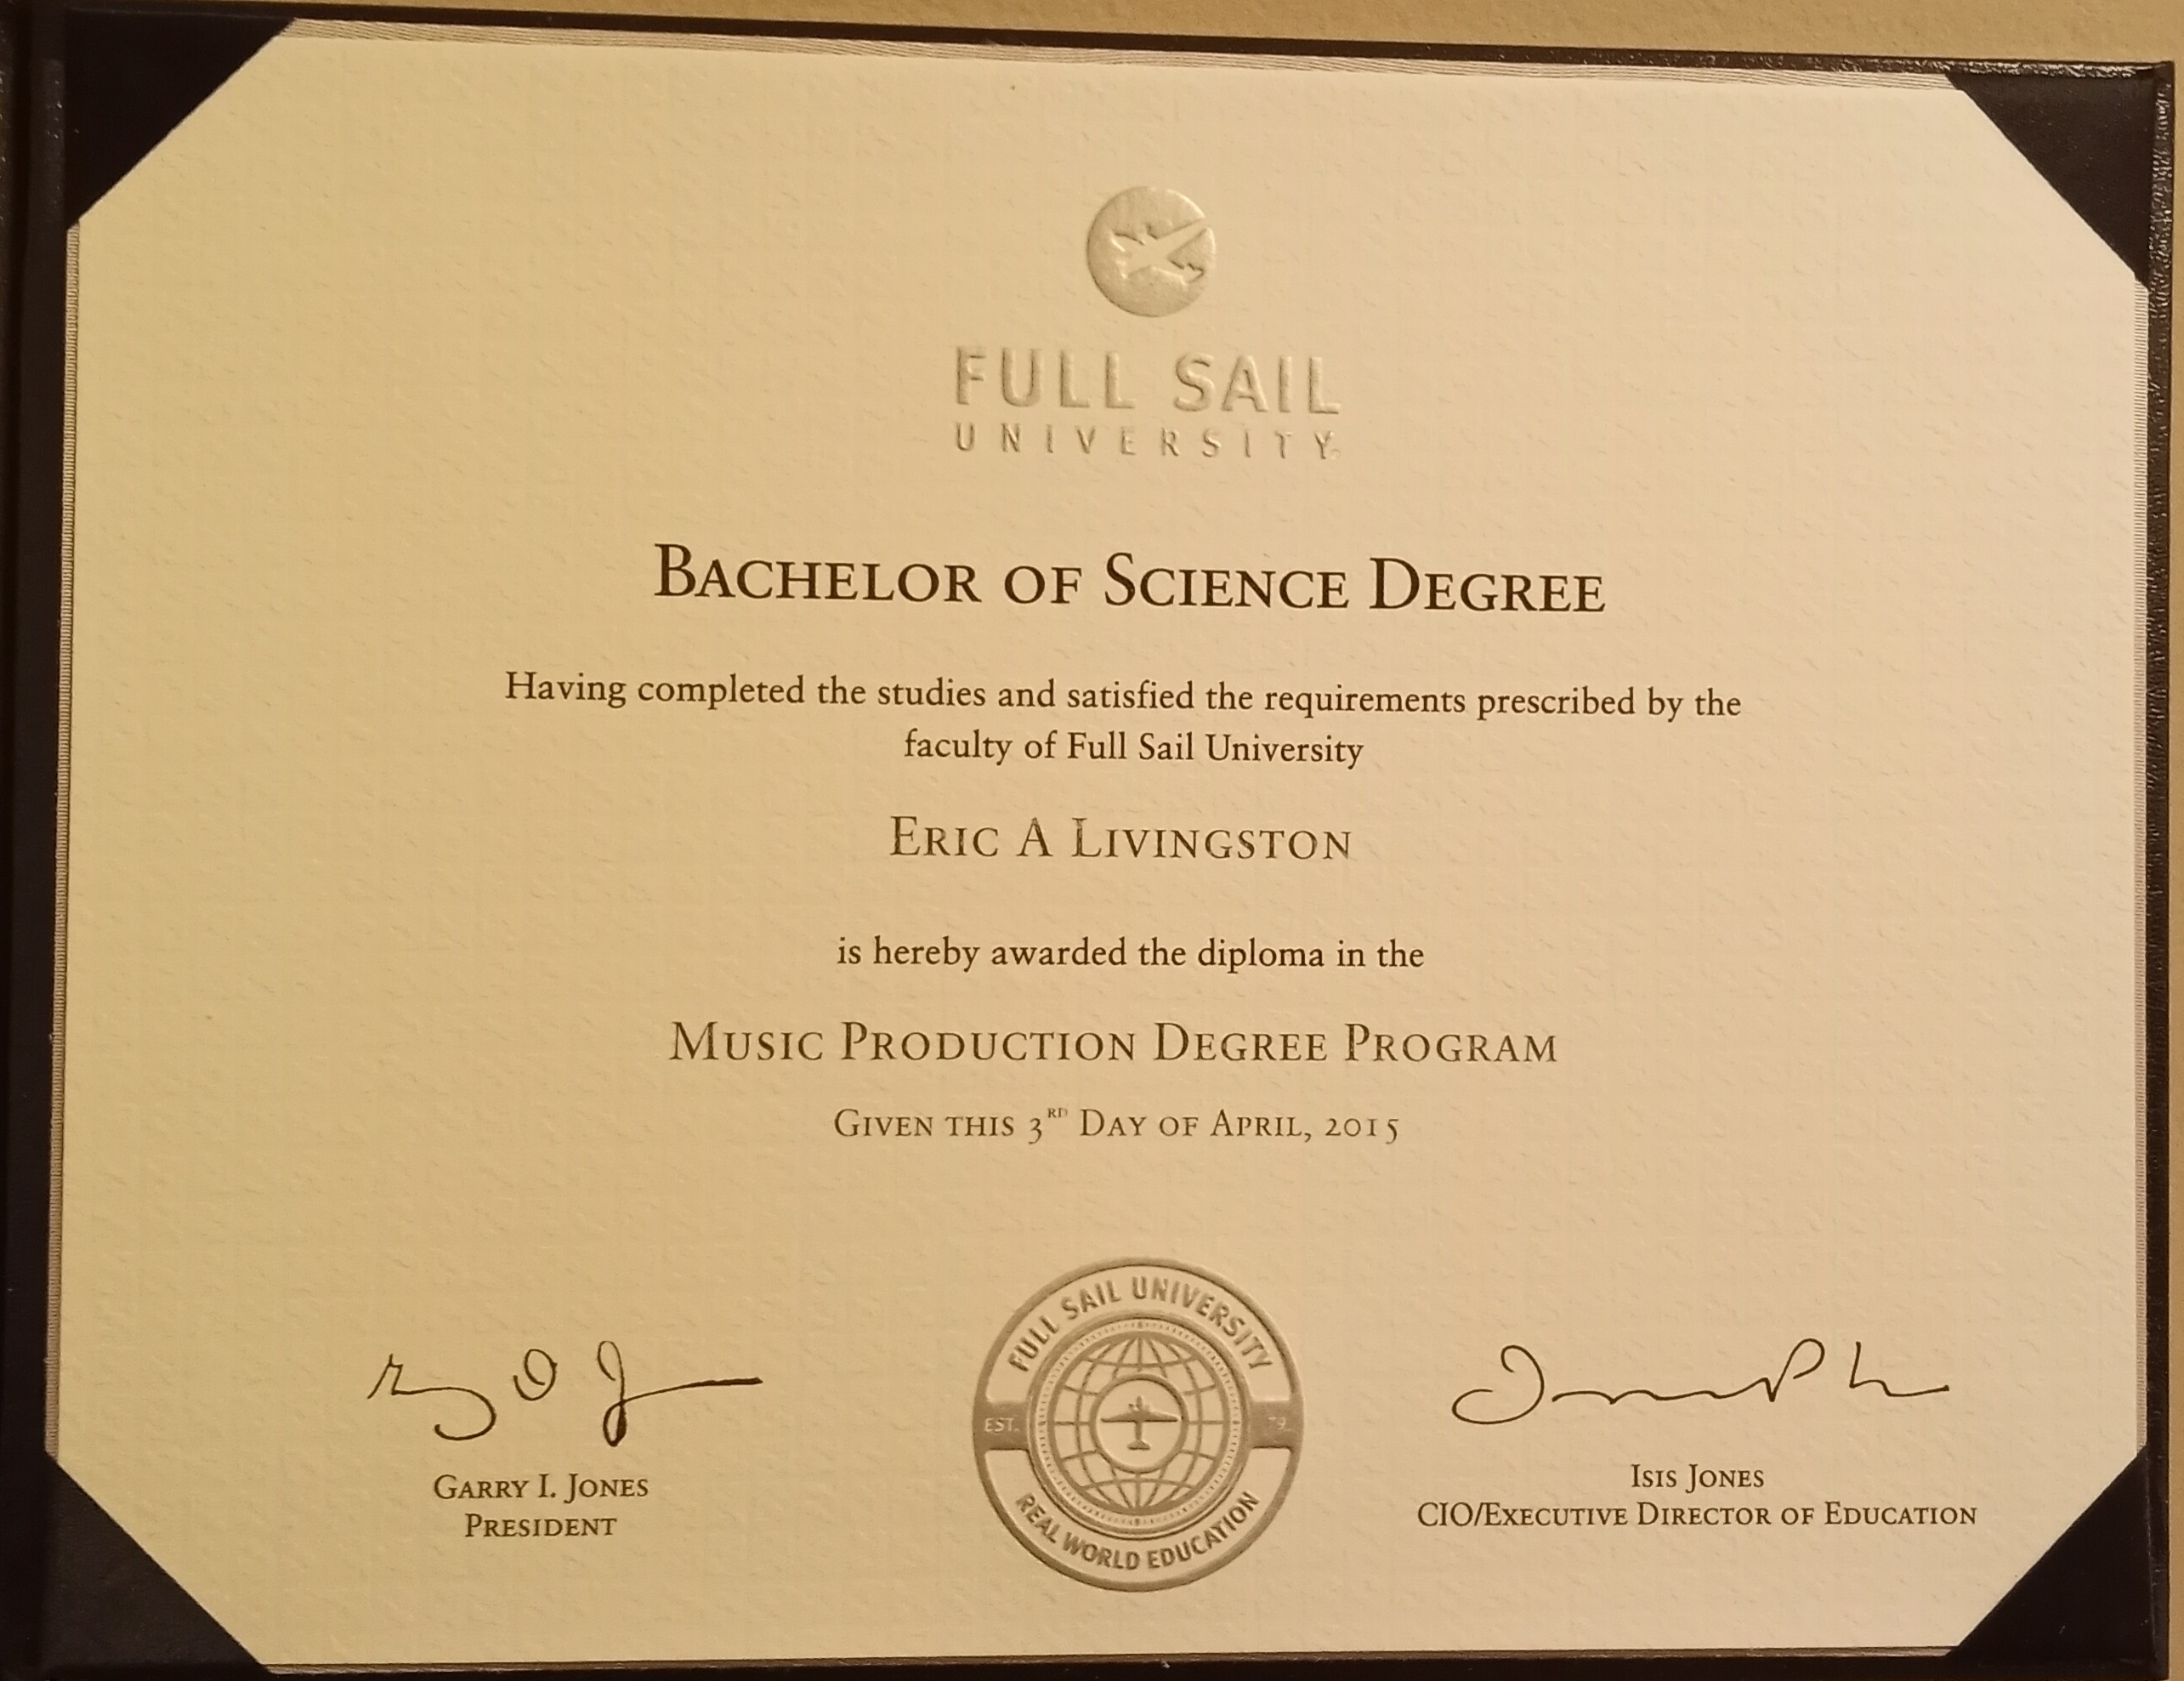 FULL SAIL
UNIVERSITY
BACHELOR OF SCIENCE DEGREE
Having completed the studies and satisfied the requirements prescribed by the
faculty of Full Sail University
ERIC A LIVINGSTON
is hereby awarded the diploma in the
MUSIC PRODUCTION DEGREE PROGRAM
GIVEN THIS 3RD DAY OF APRIL, 2015
FULL SAIL UNIVERSITY
EST. 79
REAL WORLD EDUCATION
GARRY I. JONES
PRESIDENT
ISIS JONES
CIO/EXECUTIVE DIRECTOR OF EDUCATION